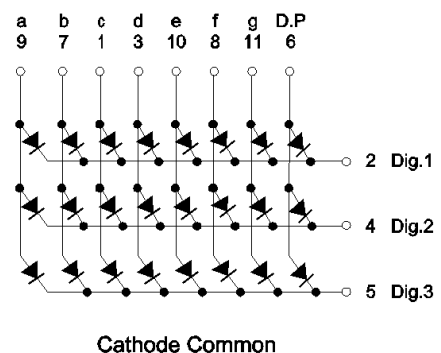 a b c d e f g D.P
9 7 1 3 10 8 11 6
2 Dig.1
4 Dig.2
5 Dig.3
Cathode Common